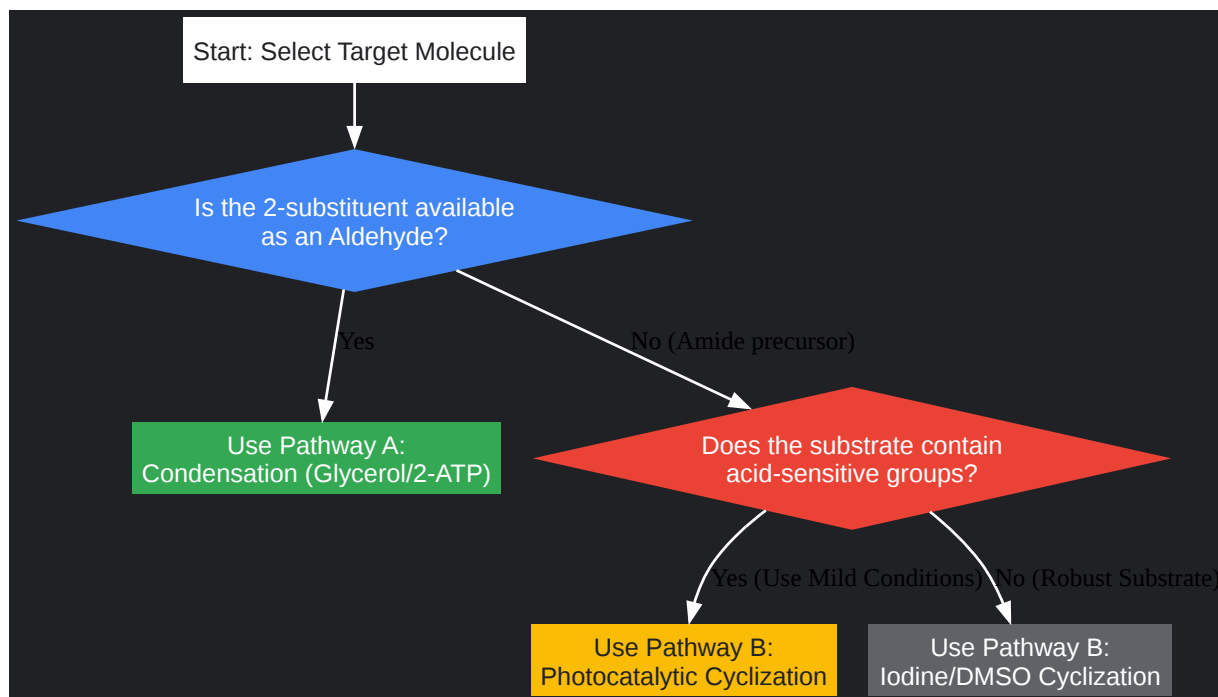 Start: Select Target Molecule
Is the 2-substituent available
as an Aldehyde?
Yes
No (Amide precursor)
Use Pathway A:
Condensation (Glycerol/2-ATP)
Does the substrate contain
acid-sensitive groups?
Yes (Use Mild Conditions)
No (Robust Substrate)
Use Pathway B:
Photocatalytic Cyclization
Use Pathway B:
Iodine/DMSO Cyclization